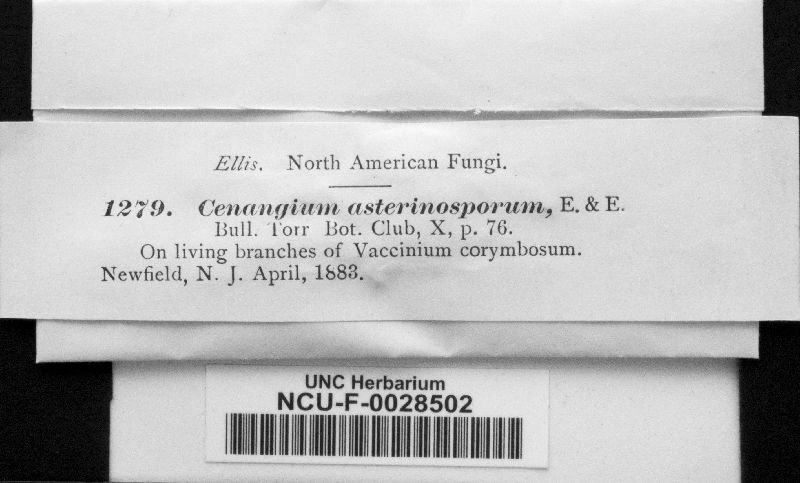 Ellis. North American Fungi.
1279. Cenangium asterinosporum, E. & E.
Bull. Torr Bot. Club, X, p. 76.
On living branches of Vaccinium corymbosum.
Newfield, N. J. April, 1883.
UNC Herbarium
NCU-F-0028502